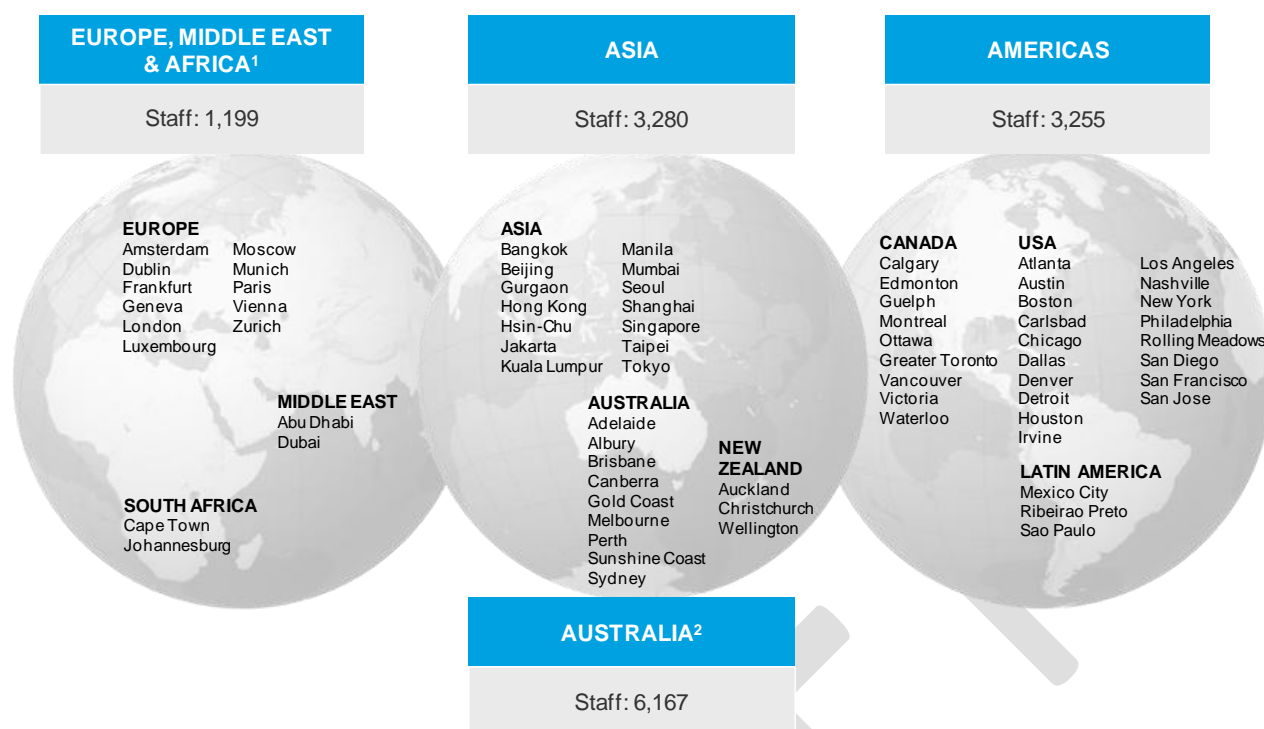 EUROPE, MIDDLE EAST
& AFRICA¹
Staff: 1,199
EUROPE
Amsterdam
Dublin
Frankfurt
Geneva
London
Luxembourg
Moscow
Munich
Paris
Vienna
Zurich
MIDDLE EAST
Abu Dhabi
Dubai
SOUTH AFRICA
Cape Town
Johannesburg
ASIA
Staff: 3,280
ASIA
Bangkok
Beijing
Gurgaon
Hong Kong
Hsin-Chu
Jakarta
Kuala Lumpur
Manila
Mumbai
Seoul
Shanghai
Singapore
Taipei
Tokyo
AUSTRALIA
Adelaide
Albury
Brisbane
Canberra
Gold Coast
Melbourne
Perth
Sunshine Coast
Sydney
NEW
ZEALAND
Auckland
Christchurch
Wellington
AUSTRALIA²
Staff: 6,167
AMERICAS
Staff: 3,255
CANADA
Calgary
Edmonton
Guelph
Montreal
Ottawa
Greater Toronto
Vancouver
Victoria
Waterloo
USA
Atlanta
Austin
Boston
Carlsbad
Chicago
Dallas
Denver
Detroit
Houston
Irvine
Los Angeles
Nashville
New York
Philadelphia
Rolling Meadows
San Diego
San Francisco
San Jose
LATIN AMERICA
Mexico City
Ribeirao Preto
Sao Paulo